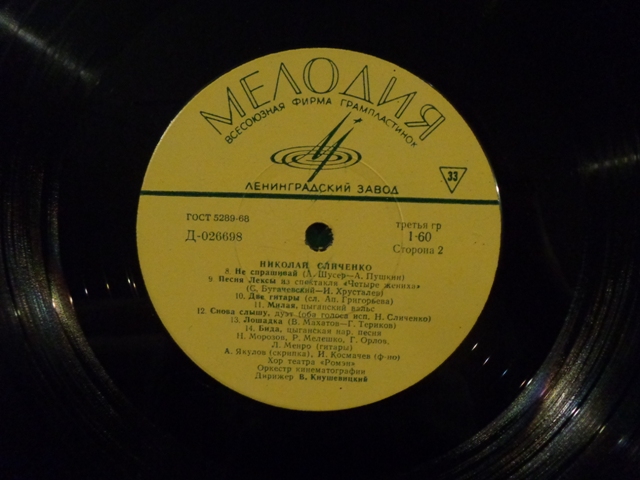 МЕЛОДИЯ
ВСЕСОЮЗНАЯ ФИРМА ГРАМПЛАСТИНОК
33
ЛЕНИНГРАДСКИЙ ЗАВОД
ГОСТ 5289-68
третья гр
Д-026698
1-60
Сторона 2
НИКОЛАЙ СЛИЧЕНКО
8. Не спрашивай (Л. Шусер—А. Пушкин)
9. Песня Лексы из спектакля «Четыре жениха»
(С. Бугачевский—И. Хрусталев)
10. Две гитары (сл. Ап. Григорьева)
11. Милая, цыганский вальс
12. Снова слышу, дуэт (оба голоса исп. Н. Сличенко)
13. Лошадка (В. Махлов—Г. Териков)
14. Бида, цыганская нар. песня
Н. Морозов, Р. Мелешко, Г. Орлов,
Д. Менро (гитары)
А. Якулов (скрипка), И. Космачев (ф-но)
Хор театра «Ромэн»
Оркестр кинематографии
Дирижер В. Кнушевицкий